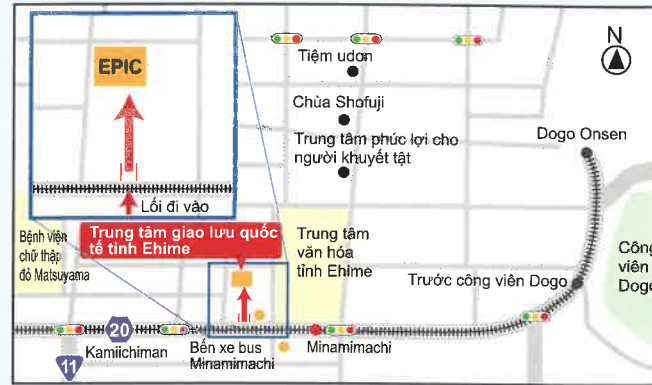 EPIC
Lối đi vào
N
Tiệm udon
Chùa Shofuji
Trung tâm phúc lợi cho
người khuyết tật
Dogo Onsen
Bệnh viện
chữ thập
đỏ Matsuyama
Trung tâm giao lưu quốc
tế tỉnh Ehime
Trung tâm
văn hóa
tỉnh Ehime
Trước công viên Dogo
Công
viên
Dogo
20
Kamiichiman
11
Bến xe bus
Minamimachi
Minamimachi